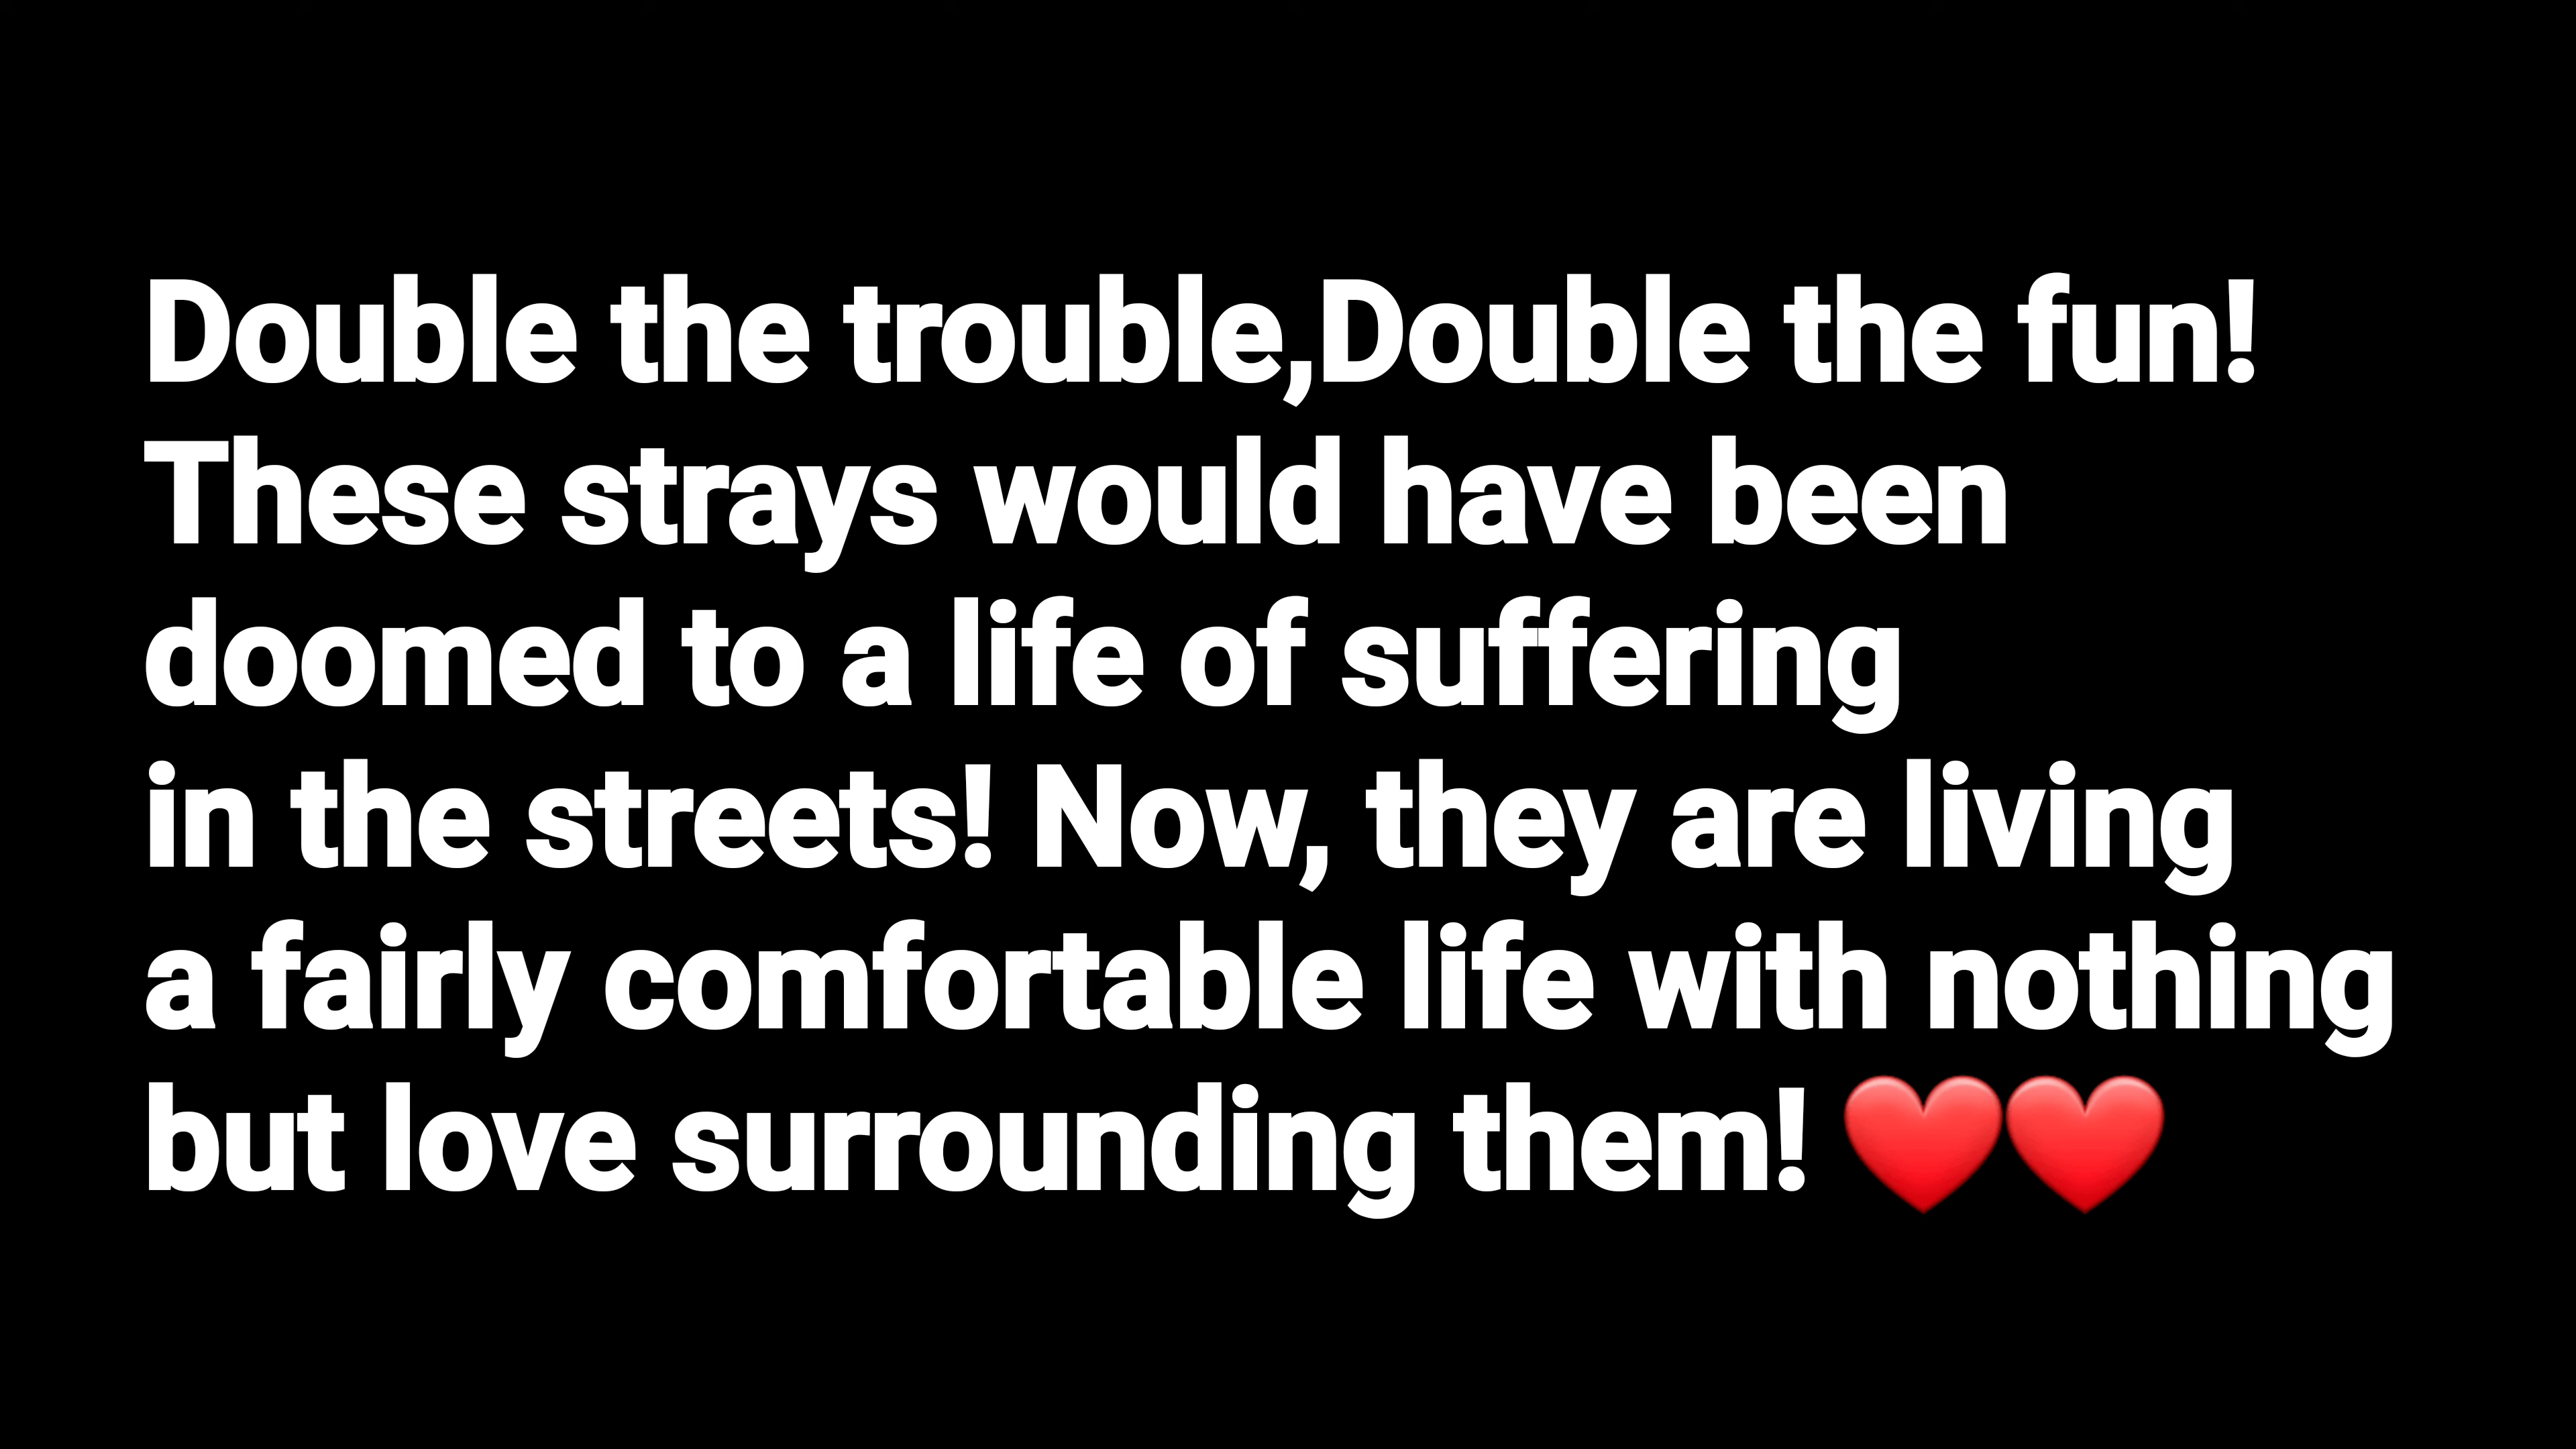 Double the trouble,Double the fun!
These strays would have been
doomed to a life of suffering
in the streets! Now, they are living
a fairly comfortable life with nothing
but love surrounding them! ❤️❤️